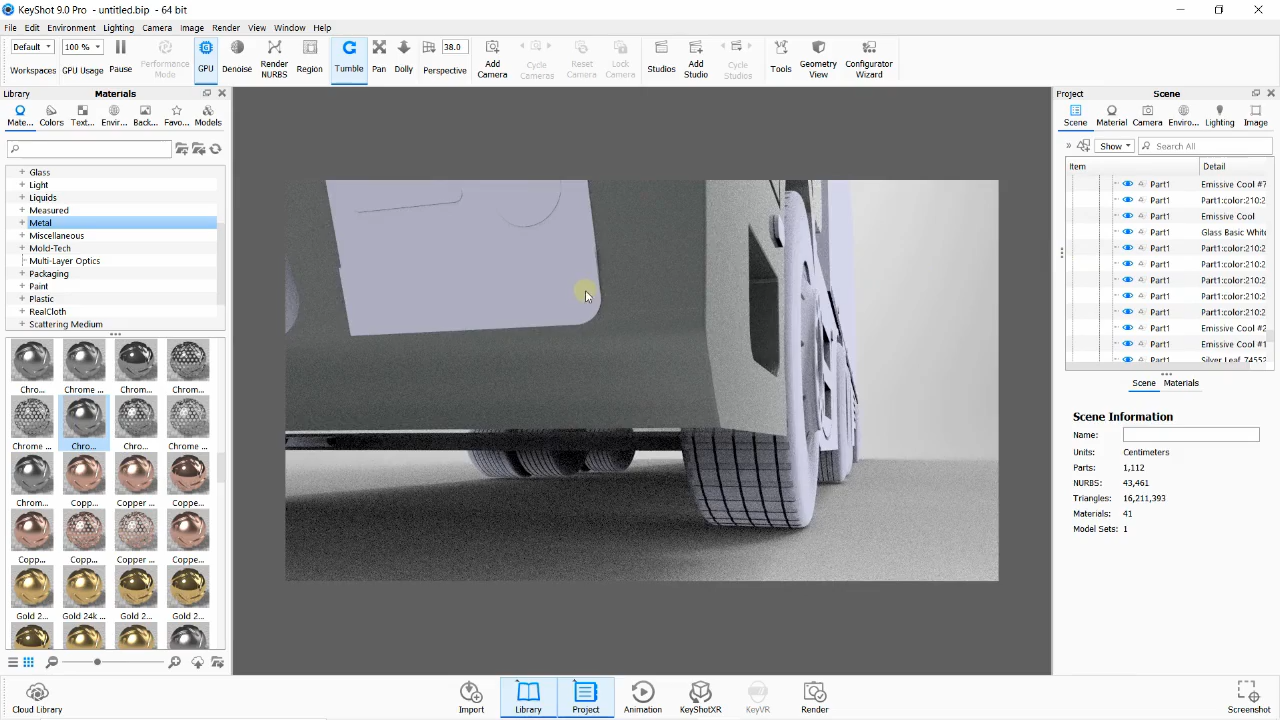 KeyShot 9.0 Pro - untitled.bip - 64 bit
File Edit Environment Lighting Camera Image Render View Window Help
Default 100 % 38.0
Workspaces GPU Usage Pause Performance Mode GPU Denoise Render NURBS Region Tumble Pan Dolly Perspective Add Camera Cycle Cameras Reset Camera Lock Camera Studios Add Studio Cycle Studios Tools Geometry View Configurator Wizard
Library Materials
Mate... Colors Text... Envir... Back... Favo... Models
Glass
Light
Liquids
Measured
Metal
Miscellaneous
Mold-Tech
Multi-Layer Optics
Packaging
Paint
Plastic
RealCloth
Scattering Medium
Chro... Chrome ... Chrom... Chrom...
Chrome ... Chro... Chro... Chrome ...
Chrom... Copp... Copper ... Coppe...
Copp... Copp... Copper ... Coppe...
Gold 2... Gold 24k ... Gold 2... Gold 2...
Project Scene
Scene Material Camera Enviro... Lighting Image
» Show Search All
Item Detail
Part1 Emissive Cool #7
Part1 Part1:color:210:2
Part1 Emissive Cool
Part1 Glass Basic White
Part1 Part1:color:210:2
Part1 Part1:color:210:2
Part1 Part1:color:210:2
Part1 Part1:color:210:2
Part1 Part1:color:210:2
Part1 Emissive Cool #2
Part1 Emissive Cool #1
Part1 Silver Leaf 74552
Scene Materials
Scene Information
Name:
Units: Centimeters
Parts: 1,112
NURBS: 43,461
Triangles: 16,211,393
Materials: 41
Model Sets: 1
Cloud Library Import Library Project Animation KeyShotXR KeyVR Render Screenshot